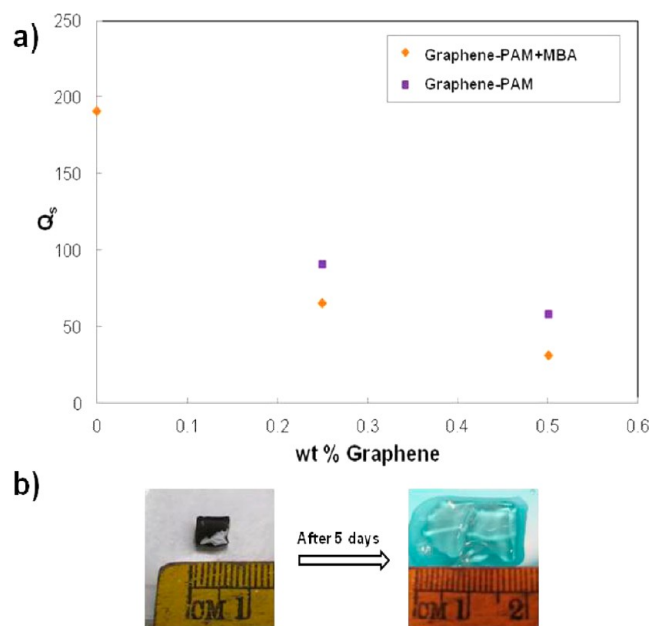 a)
250
200
150
100
50
0
Qs
Graphene-PAM+MBA
Graphene-PAM
0 0.1 0.2 0.3 0.4 0.5 0.6
wt % Graphene
b)
After 5 days
CM 1
CM 1 2